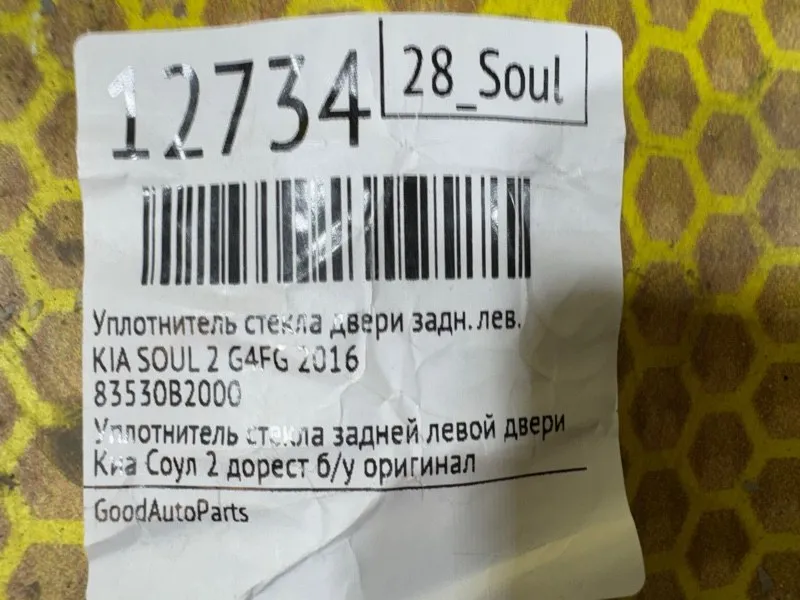 12734
28_Soul
Уплотнитель стекла двери задн. лев.
KIA SOUL 2 G4FG 2016
83530B2000
Уплотнитель стекла задней левой двери
Киа Соул 2 дорест б/у оригинал
GoodAutoParts